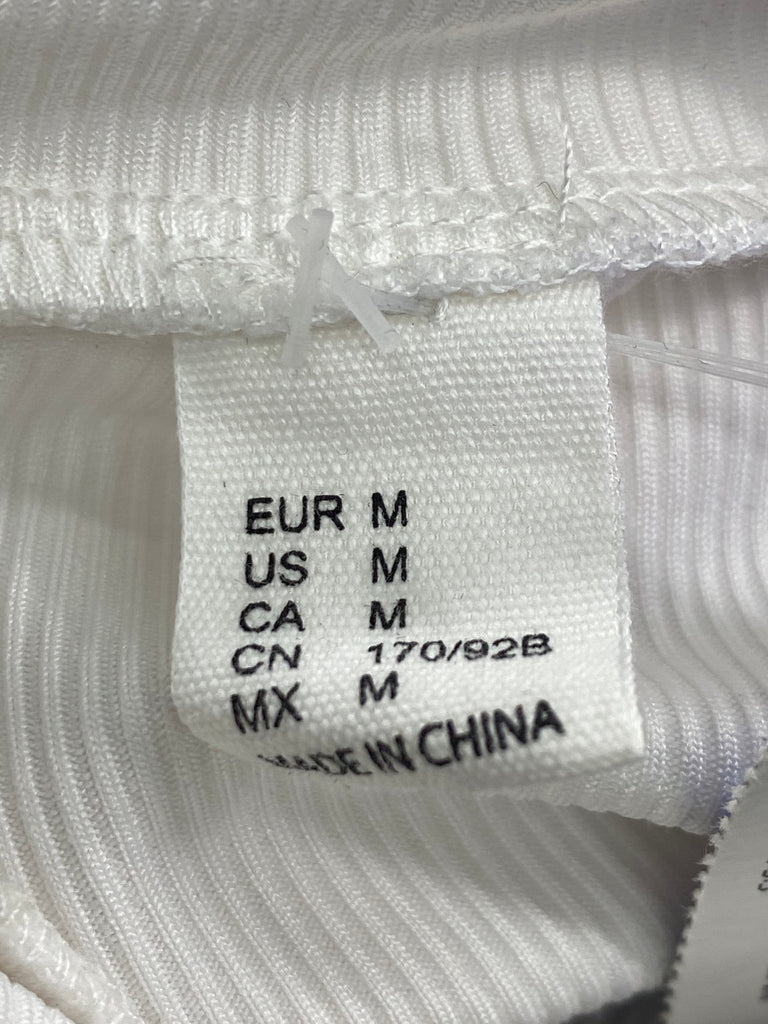 EUR M
US M
CA M
CN 170/92B
MX M
MADE IN CHINA